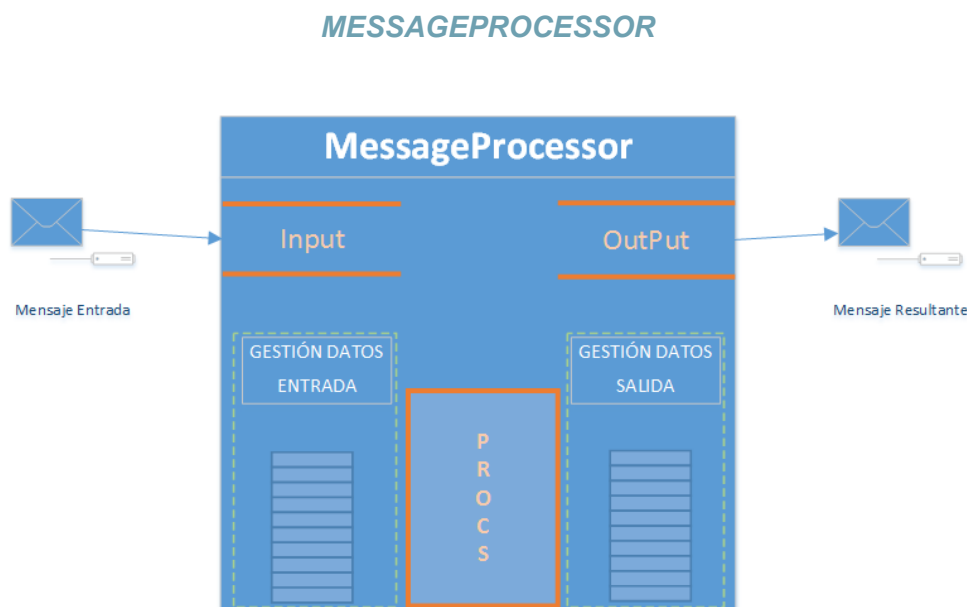 MESSAGEPROCESSOR
MessageProcessor
Input
OutPut
Mensaje Entrada
Mensaje Resultante
GESTIÓN DATOS
ENTRADA
GESTIÓN DATOS
SALIDA
P
R
O
C
S